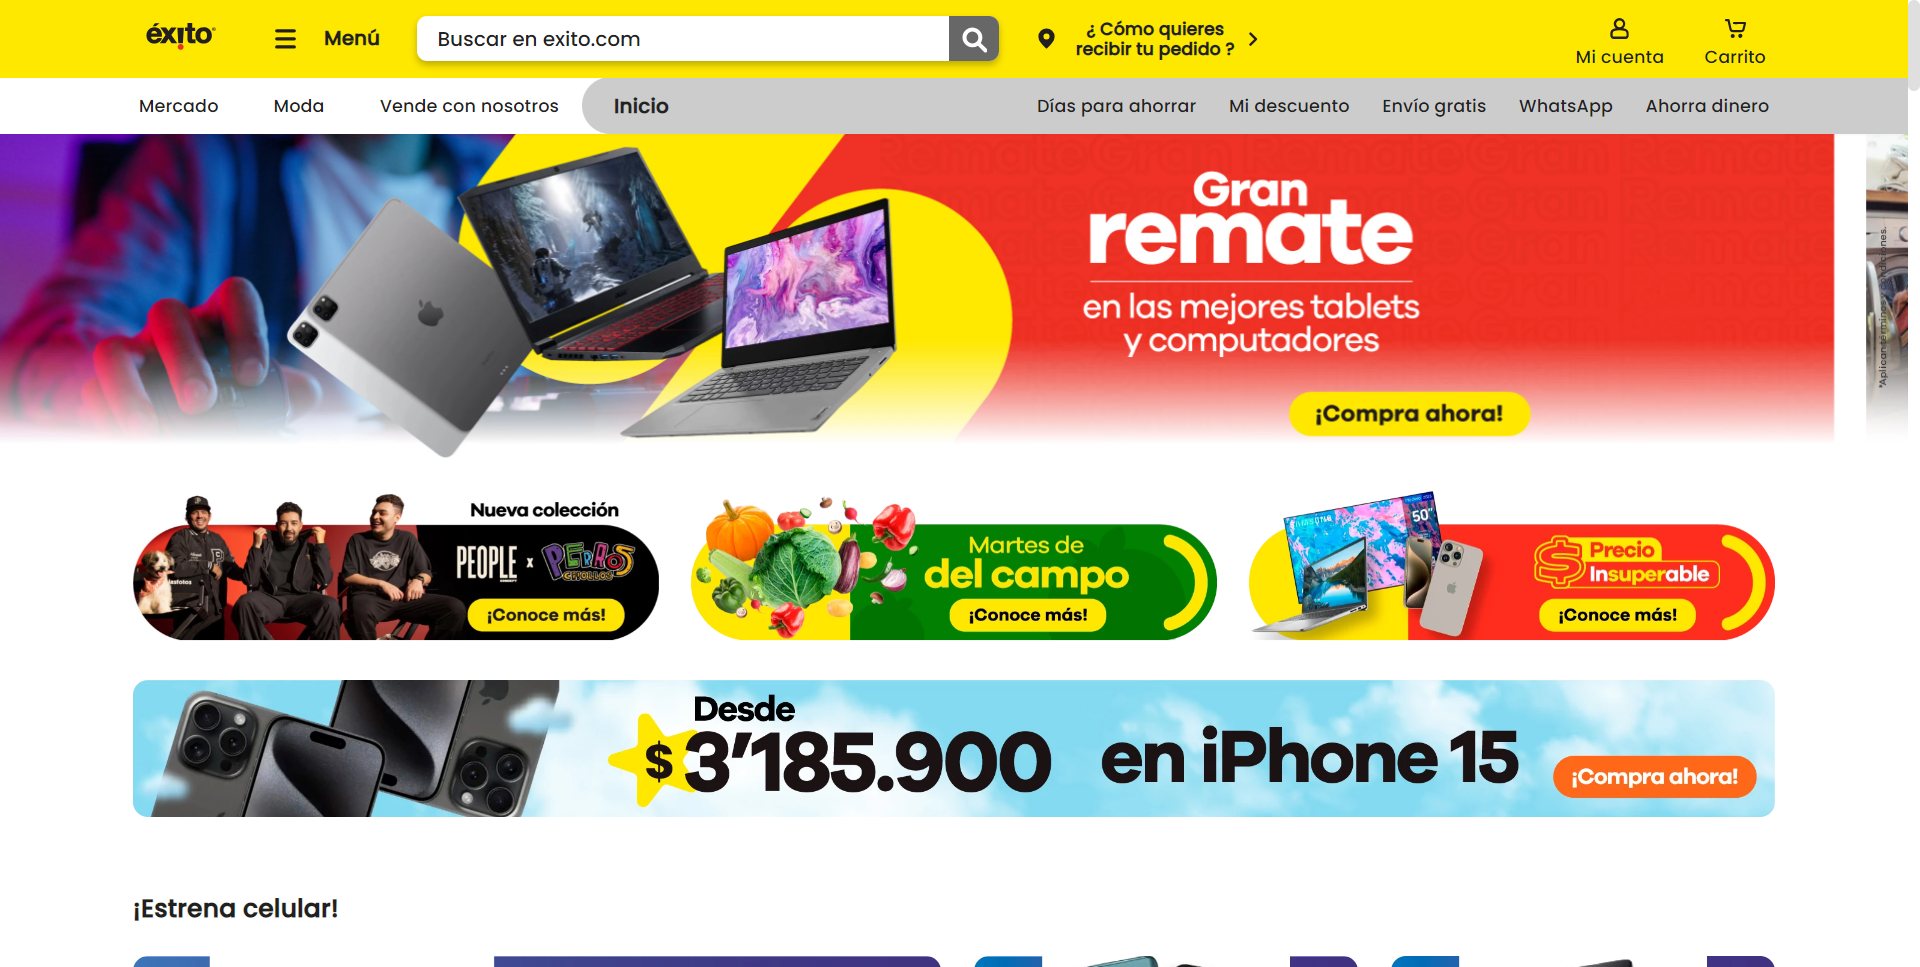 éxito
Menú
Buscar en exito.com
¿ Cómo quieres
recibir tu pedido ?
Mi cuenta
Carrito
Mercado
Moda
Vende con nosotros
Inicio
Días para ahorrar
Mi descuento
Envío gratis
WhatsApp
Ahorra dinero
Gran
remate
en las mejores tablets
y computadores
¡Compra ahora!
Nueva colección
PEOPLE x PERROS
CRIOLLOS
¡Conoce más!
Martes de
del campo
¡Conoce más!
SAMSUNG
50"
Precio
Insuperable
¡Conoce más!
Desde
$ 3'185.900 en iPhone 15
¡Compra ahora!
¡Estrena celular!